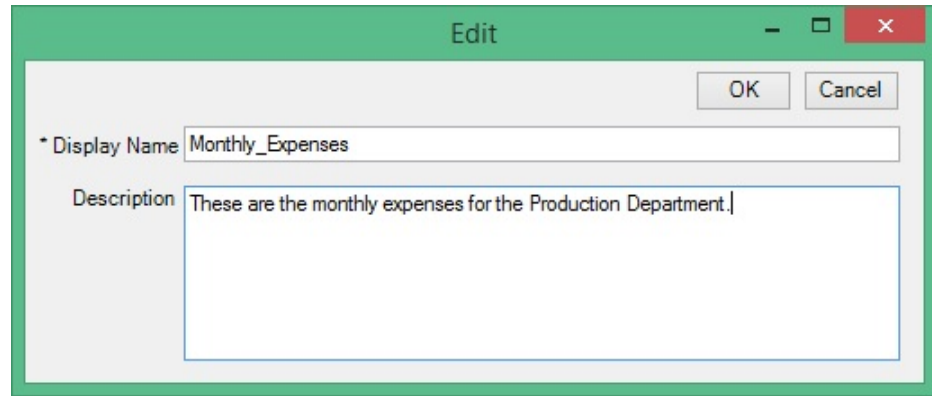 Edit
OK Cancel
* Display Name Monthly_Expenses
Description These are the monthly expenses for the Production Department.